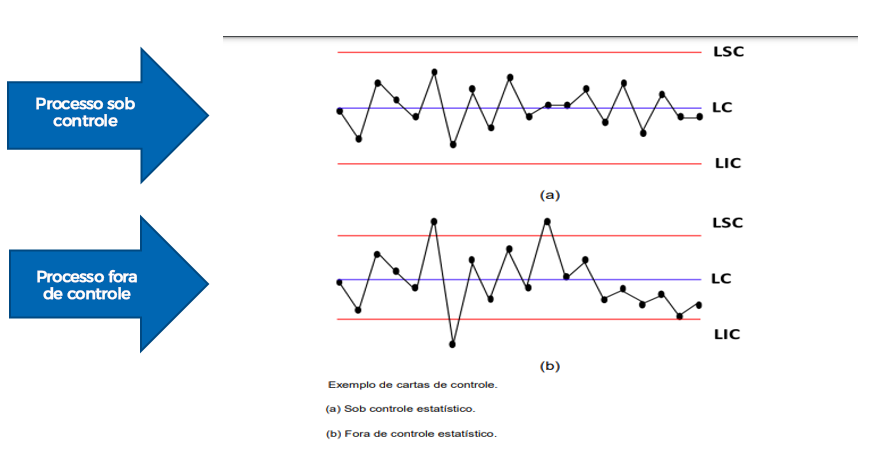 LSC
Processo sob
controle
LC
LIC
(a)
LSC
Processo fora
de controle
LC
LIC
(b)
Exemplo de cartas de controle.
(a) Sob controle estatístico.
(b) Fora de controle estatístico.